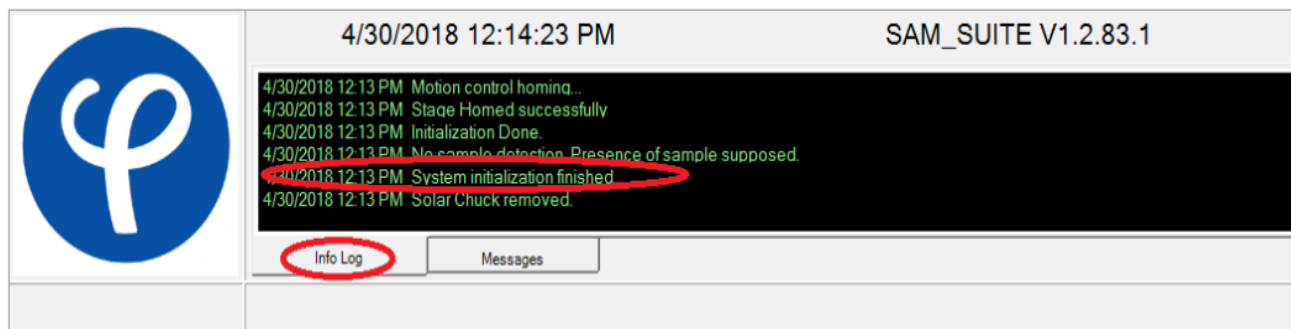 4/30/2018 12:14:23 PM SAM_SUITE V1.2.83.1
4/30/2018 12:13 PM Motion control homing...
4/30/2018 12:13 PM Stage Homed successfully
4/30/2018 12:13 PM Initialization Done.
4/30/2018 12:13 PM No sample detection. Presence of sample supposed.
4/30/2018 12:13 PM System initialization finished
4/30/2018 12:13 PM Solar Chuck removed.
Info Log Messages